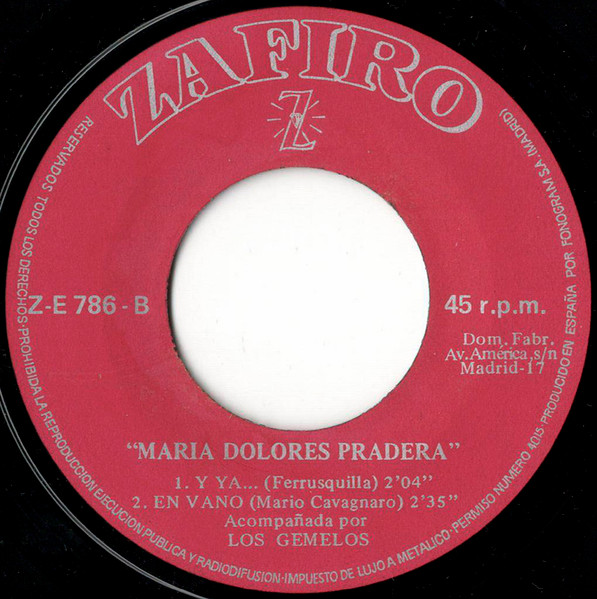 ZAFIRO
Z
Z-E 786 - B
45 r.p.m.
Dom. Fabr.
Av. América, s/n
Madrid-17
“MARIA DOLORES PRADERA”
1. Y YA... (Ferrusquilla) 2’04”
2. EN VANO (Mario Cavagnaro) 2’35”
Acompañada por
LOS GEMELOS
RESERVADOS TODOS LOS DERECHOS·PROHIBIDA LA REPRODUCCION EJECUCION PUBLICA Y RADIODIFUSION·IMPUESTO DE LUJO A METALICO·PERMISO NUMERO 4015·PRODUCIDO EN ESPAÑA POR FONOGRAM S.A. (MADRID)